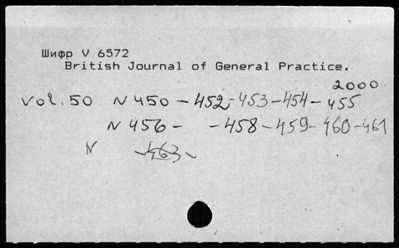 Шифр V 6572
British Journal of General Practice.
2000
Vol. 50 N 450 – 452-453-454-455
N 456 - -458-459-460-461
N -463-